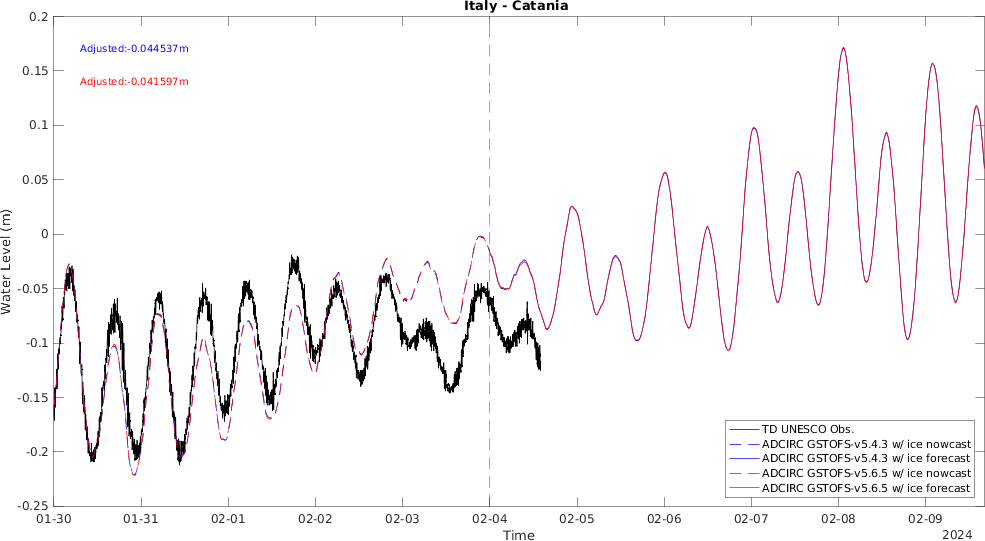 Italy - Catania
Adjusted:-0.044537m
Adjusted:-0.041597m
Water Level (m)
0.2
0.15
0.1
0.05
0
-0.05
-0.1
-0.15
-0.2
-0.25
TD UNESCO Obs.
ADCIRC GSTOFS-v5.4.3 w/ ice nowcast
ADCIRC GSTOFS-v5.4.3 w/ ice forecast
ADCIRC GSTOFS-v5.6.5 w/ ice nowcast
ADCIRC GSTOFS-v5.6.5 w/ ice forecast
01-30 01-31 02-01 02-02 02-03 02-04 02-05 02-06 02-07 02-08 02-09
Time
2024